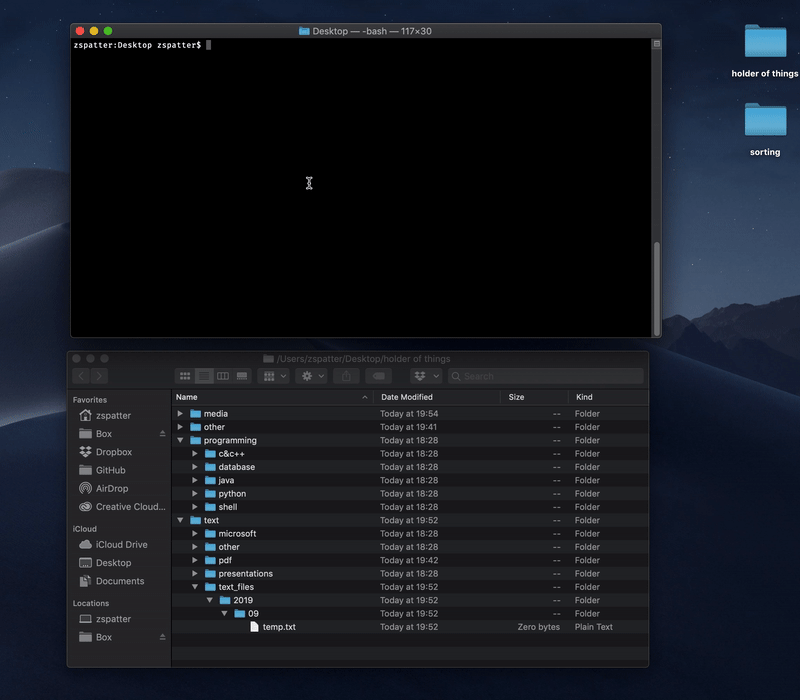 Desktop — -bash — 117×30
zspatter:Desktop zspatter$
holder of things
sorting
/Users/zspatter/Desktop/holder of things
Search
Favorites
zspatter
Box
Dropbox
GitHub
AirDrop
Creative Cloud...
iCloud
iCloud Drive
Desktop
Documents
Locations
zspatter
Box
Name Date Modified Size Kind
media Today at 19:54 -- Folder
other Today at 19:41 -- Folder
programming Today at 18:28 -- Folder
c&c++ Today at 18:28 -- Folder
database Today at 18:28 -- Folder
java Today at 18:28 -- Folder
python Today at 18:28 -- Folder
shell Today at 18:28 -- Folder
text Today at 19:52 -- Folder
microsoft Today at 18:28 -- Folder
other Today at 18:28 -- Folder
pdf Today at 19:42 -- Folder
presentations Today at 18:28 -- Folder
text_files Today at 19:52 -- Folder
2019 Today at 19:52 -- Folder
09 Today at 19:52 -- Folder
temp.txt Today at 19:52 Zero bytes Plain Text